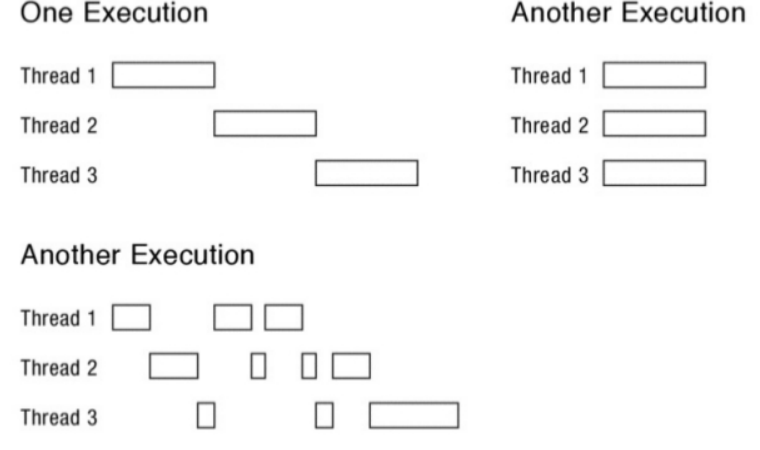 One Execution
Thread 1
Thread 2
Thread 3
Another Execution
Thread 1
Thread 2
Thread 3
Another Execution
Thread 1
Thread 2
Thread 3